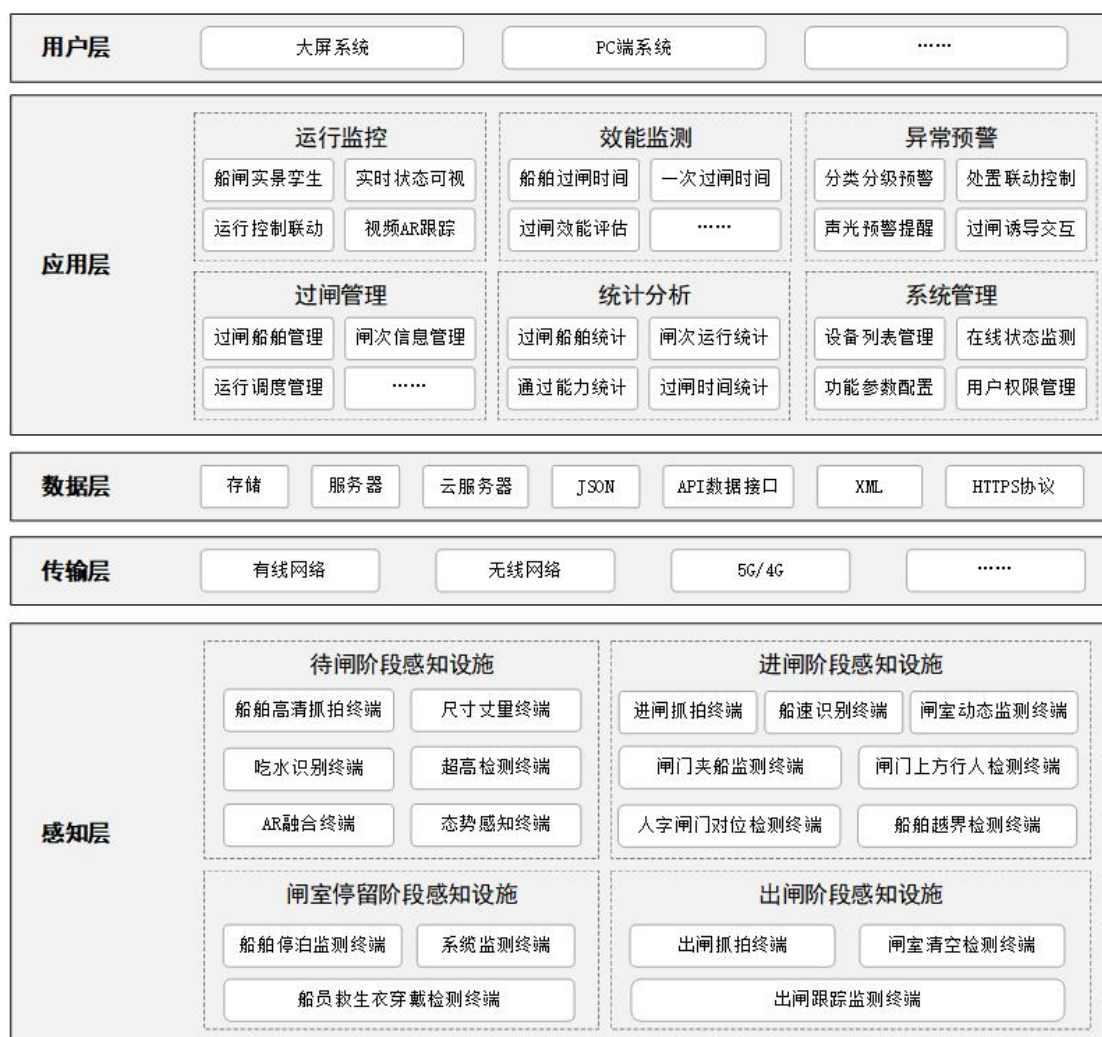 用户层
大屏系统
PC端系统
……
应用层
运行监控
船闸实景孪生
实时状态可视
运行控制联动
视频AR跟踪
效能监测
船舶过闸时间
一次过闸时间
过闸效能评估
……
异常预警
分类分级预警
处置联动控制
声光预警提醒
过闸诱导交互
过闸管理
过闸船舶管理
闸次信息管理
运行调度管理
……
统计分析
过闸船舶统计
闸次运行统计
通过能力统计
过闸时间统计
系统管理
设备列表管理
在线状态监测
功能参数配置
用户权限管理
数据层
存储
服务器
云服务器
JSON
API数据接口
XML
HTTPS协议
传输层
有线网络
无线网络
5G/4G
……
感知层
待闸阶段感知设施
船舶高清抓拍终端
尺寸丈量终端
吃水识别终端
超高检测终端
AR融合终端
态势感知终端
进闸阶段感知设施
进闸抓拍终端
船速识别终端
闸室动态监测终端
闸门夹船监测终端
闸门上方行人检测终端
人字闸门对位检测终端
船舶越界检测终端
闸室停留阶段感知设施
船舶停泊监测终端
系缆监测终端
船员救生衣穿戴检测终端
出闸阶段感知设施
出闸抓拍终端
闸室清空检测终端
出闸跟踪监测终端